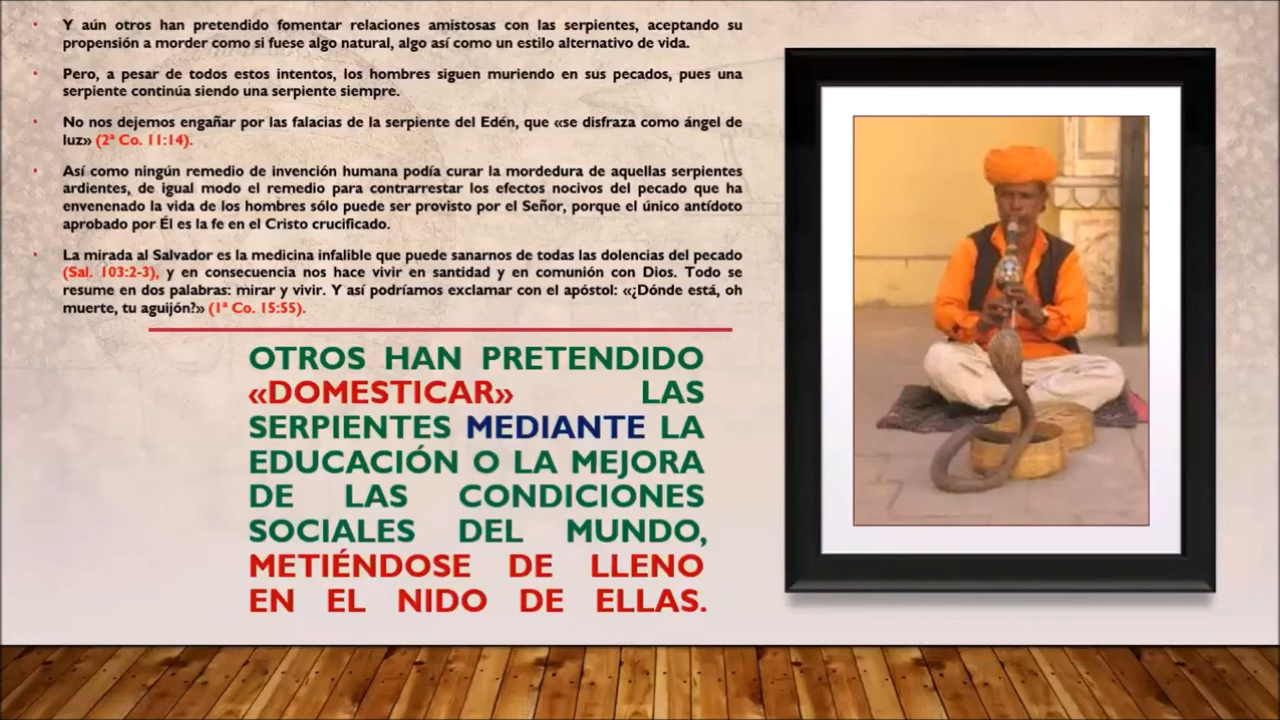 Y aún otros han pretendido fomentar relaciones amistosas con las serpientes, aceptando su
propensión a morder como si fuese algo natural, algo así como un estilo alternativo de vida.
Pero, a pesar de todos estos intentos, los hombres siguen muriendo en sus pecados, pues una
serpiente continúa siendo una serpiente siempre.
No nos dejemos engañar por las falacias de la serpiente del Edén, que «se disfraza como ángel de
luz» (2ª Co. 11:14).
Así como ningún remedio de invención humana podía curar la mordedura de aquellas serpientes
ardientes, de igual modo el remedio para contrarrestar los efectos nocivos del pecado que ha
envenenado la vida de los hombres sólo puede ser provisto por el Señor, porque el único antídoto
aprobado por Él es la fe en el Cristo crucificado.
La mirada al Salvador es la medicina infalible que puede sanarnos de todas las dolencias del pecado
(Sal. 103:2-3), y en consecuencia nos hace vivir en santidad y en comunión con Dios. Todo se
resume en dos palabras: mirar y vivir. Y así podríamos exclamar con el apóstol: «¿Dónde está, oh
muerte, tu aguijón?» (1ª Co. 15:55).
OTROS HAN PRETENDIDO
«DOMESTICAR» LAS
SERPIENTES MEDIANTE LA
EDUCACIÓN O LA MEJORA
DE LAS CONDICIONES
SOCIALES DEL MUNDO,
METIÉNDOSE DE LLENO
EN EL NIDO DE ELLAS.